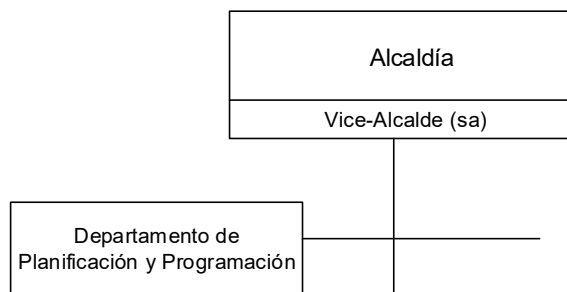 Alcaldía
Vice-Alcalde (sa)
Departamento de
Planificación y Programación